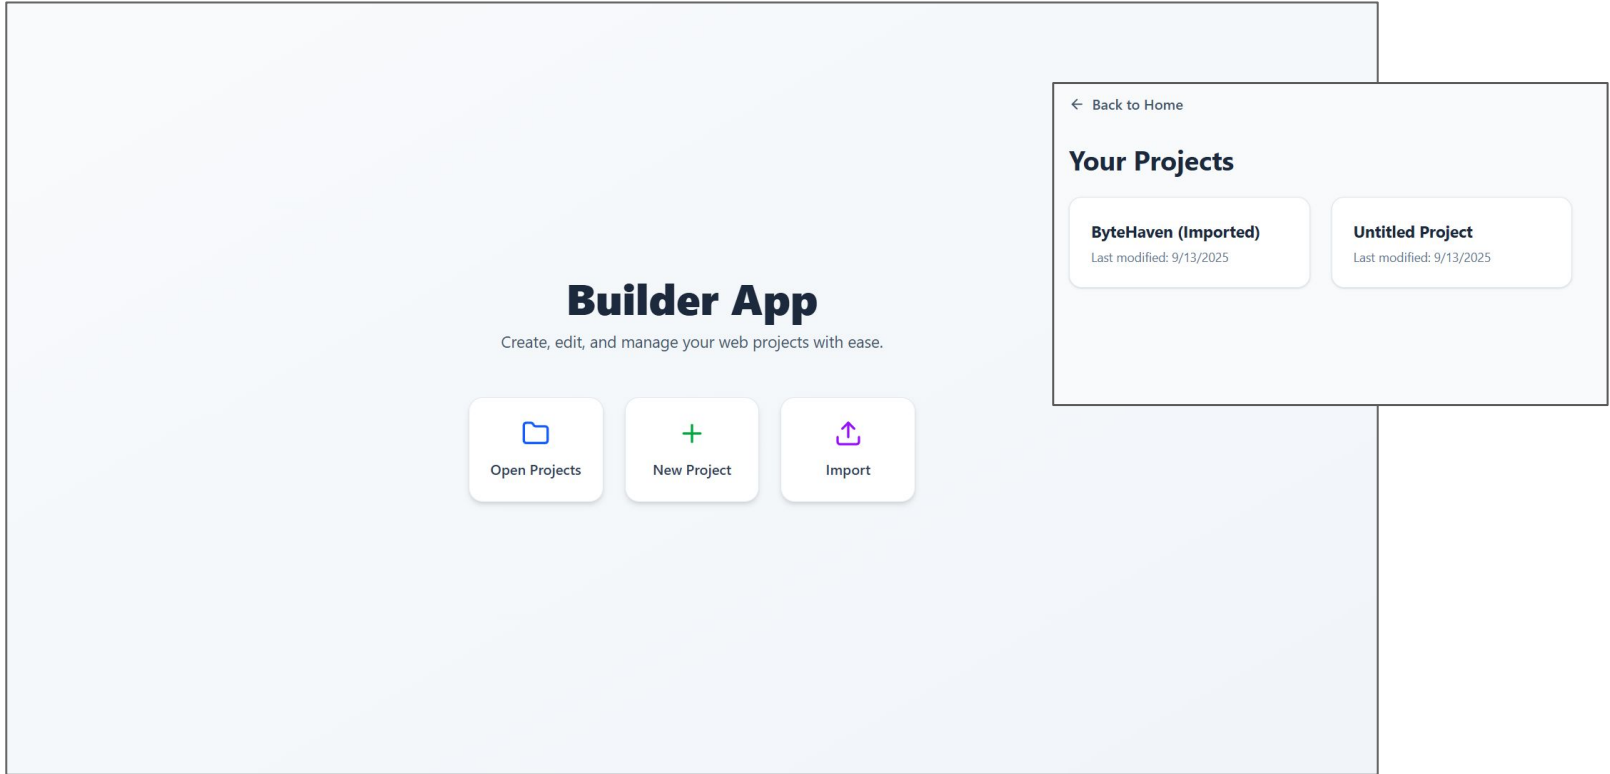 Builder App
Create, edit, and manage your web projects with ease.
Open Projects
New Project
Import
← Back to Home
Your Projects
ByteHaven (Imported)
Last modified: 9/13/2025
Untitled Project
Last modified: 9/13/2025